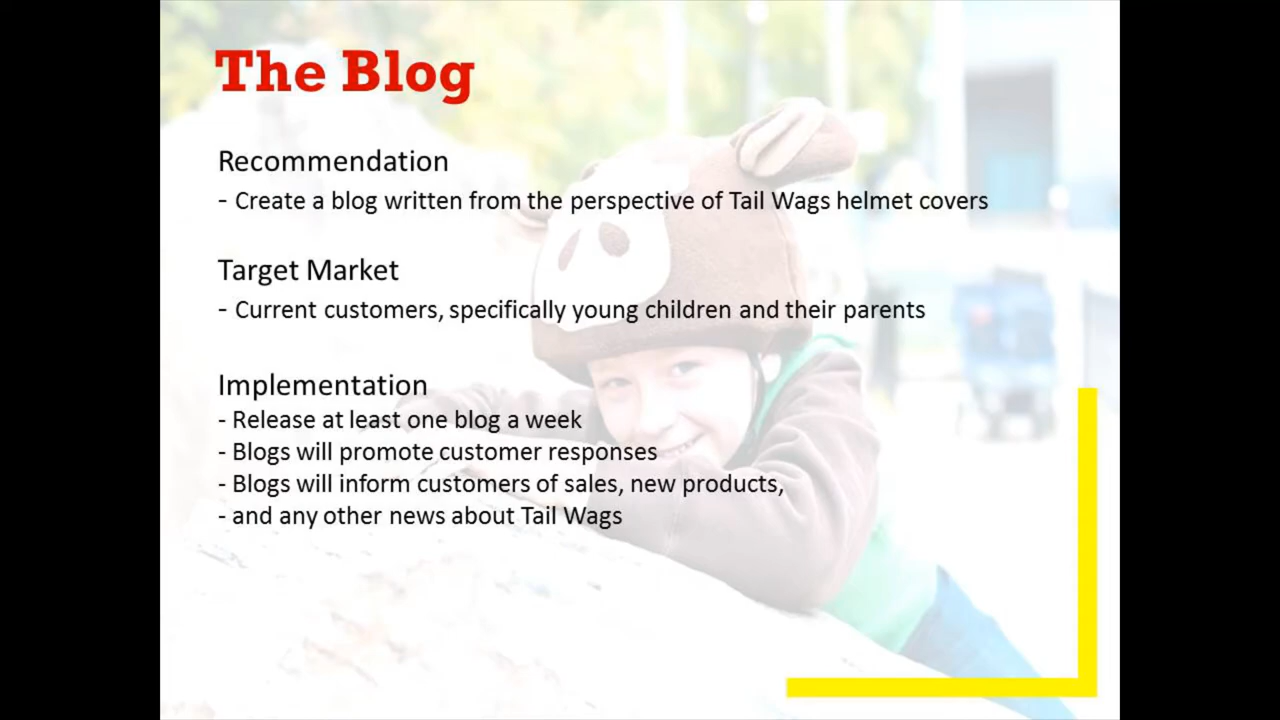 The Blog
Recommendation
- Create a blog written from the perspective of Tail Wags helmet covers
Target Market
- Current customers, specifically young children and their parents
Implementation
- Release at least one blog a week
- Blogs will promote customer responses
- Blogs will inform customers of sales, new products,
- and any other news about Tail Wags